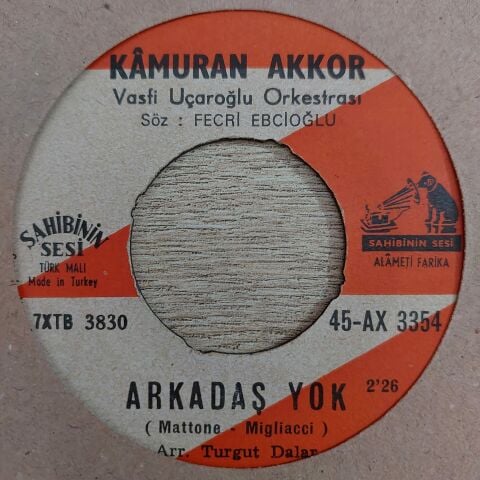 KÂMURAN AKKOR
Vasfi Uçaroğlu Orkestrası
Söz : FECRİ EBCİOĞLU
SAHİBİNİN
SESİ
TÜRK MALI
Made in Turkey
SAHİBİNİN SESİ
ALÂMETİ FARİKA
7XTB 3830
45-AX 3354
ARKADAŞ YOK 2'26
( Mattone - Migliacci )
Arr. Turgut Dalar